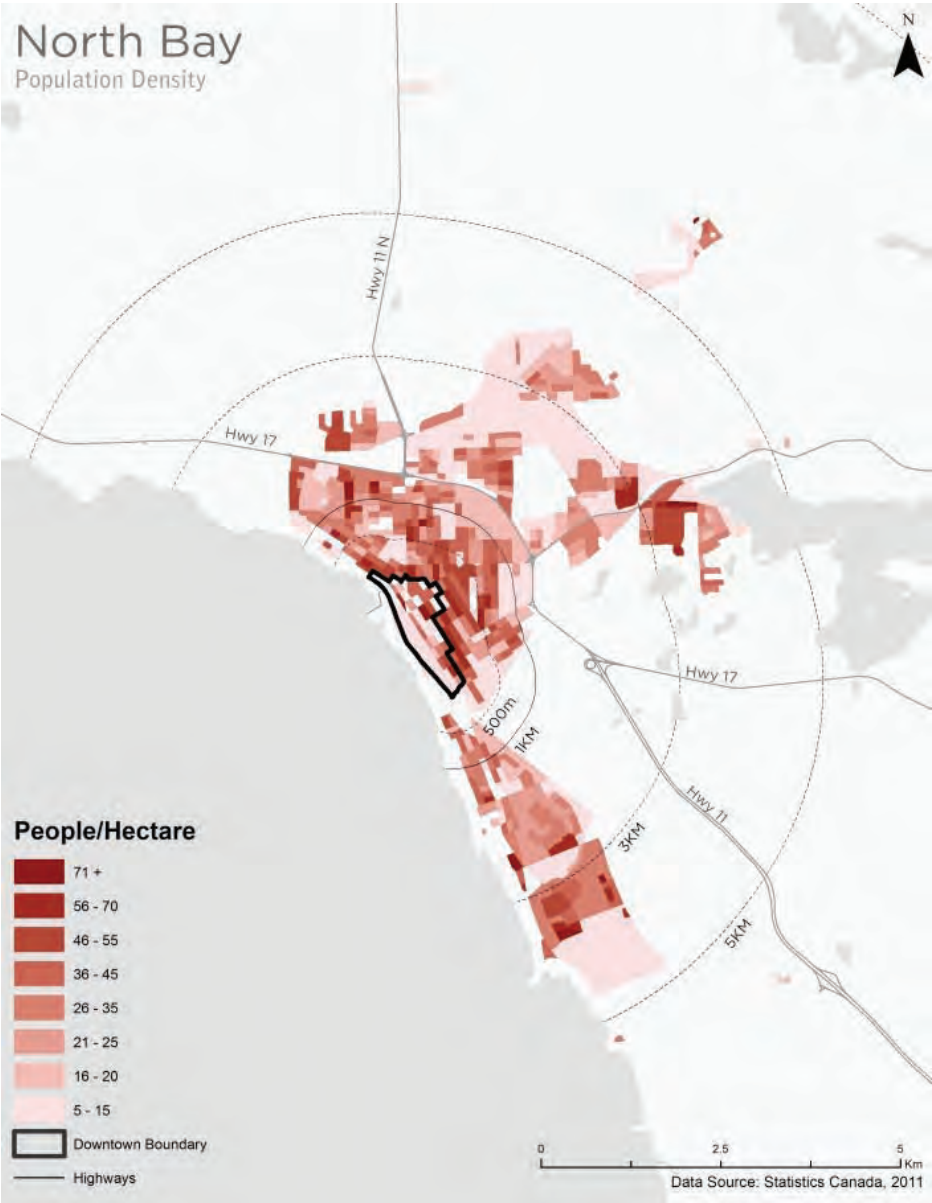 North Bay
Population Density
N
Hwy 11 N
Hwy 17
Hwy 17
500m
1KM
Hwy 11
3KM
5KM
People/Hectare
71 +
56 - 70
46 - 55
36 - 45
26 - 35
21 - 25
16 - 20
5 - 15
Downtown Boundary
Highways
0 2.5 5
Km
Data Source: Statistics Canada, 2011